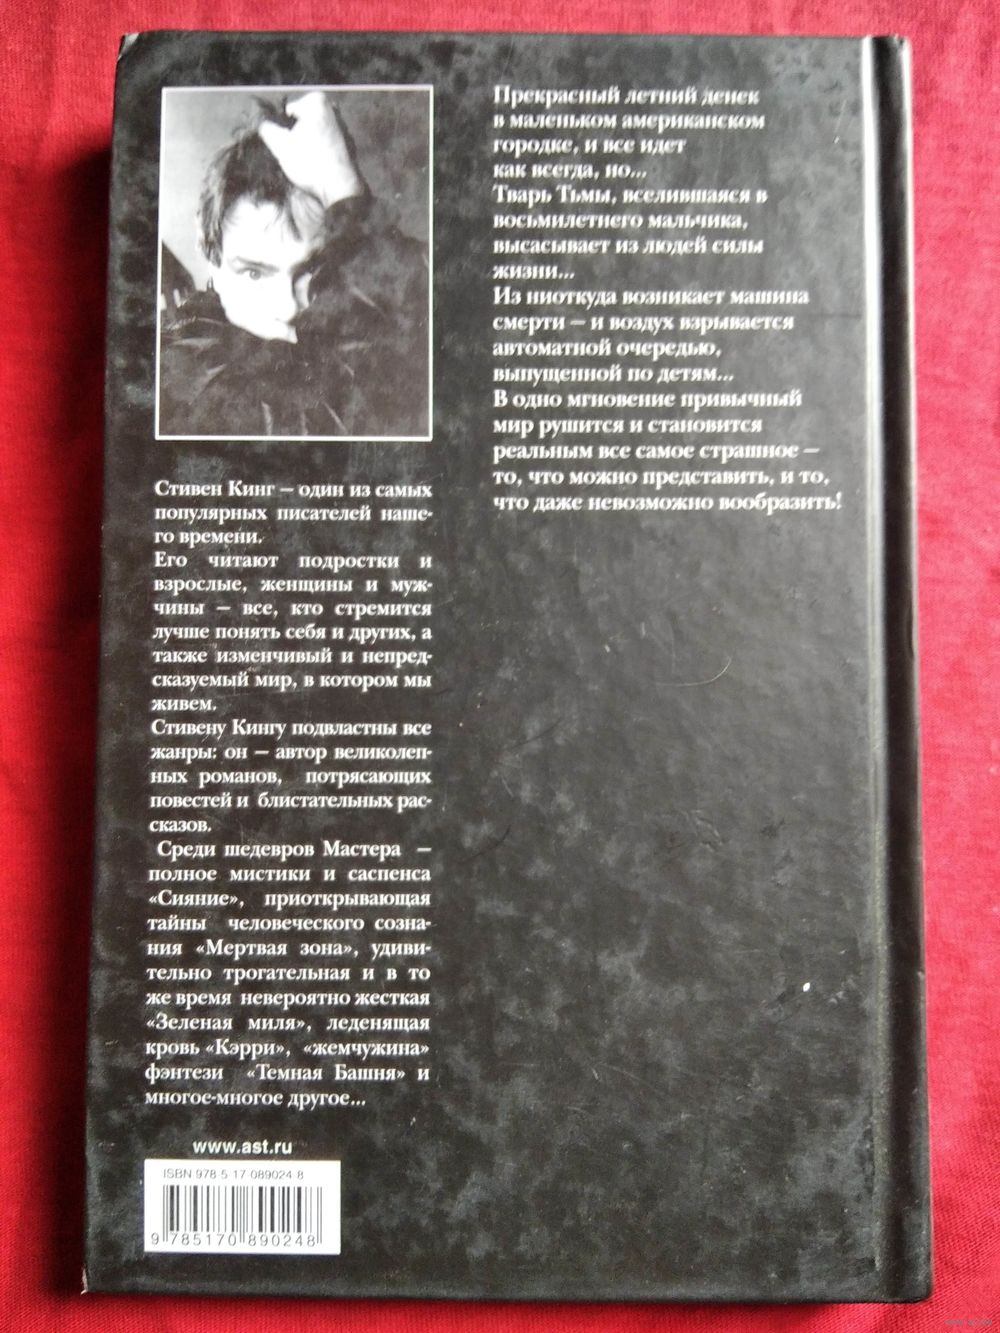 Прекрасный летний денек
в маленьком американском
городке, и все идет
как всегда, но...
Тварь Тьмы, вселившаяся в
восьмилетнего мальчика,
высасывает из людей силы
жизни...
Из ниоткуда возникает машина
смерти – и воздух взрывается
автоматной очередью,
выпущенной по детям...
В одно мгновение привычный
мир рушится и становится
реальным все самое страшное –
то, что можно представить, и то,
что даже невозможно вообразить!
Стивен Кинг – один из самых
популярных писателей наше-
го времени.
Его читают подростки и
взрослые, женщины и муж-
чины – все, кто стремится
лучше понять себя и других, а
также изменчивый и непред-
сказуемый мир, в котором мы
живем.
Стивену Кингу подвластны все
жанры: он – автор великолеп-
ных романов, потрясающих
повестей и блистательных рас-
сказов.
Среди шедевров Мастера –
полное мистики и саспенса
«Сияние», приоткрывающая
тайны человеческого созна-
ния «Мертвая зона», удиви-
тельно трогательная и в то
же время невероятно жесткая
«Зеленая миля», леденящая
кровь «Кэрри», «жемчужина»
фэнтези «Темная Башня» и
многое-многое другое...
www.ast.ru
ISBN 978 5 17 089024 8
9 785170 890248